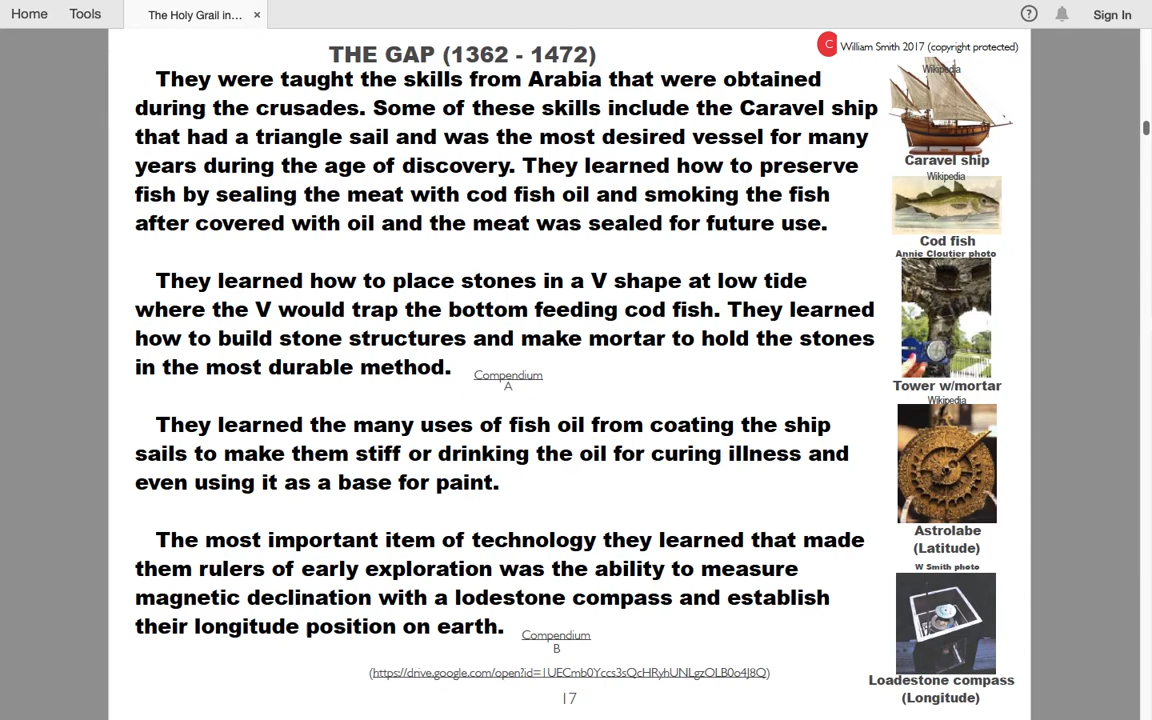 Home Tools The Holy Grail in... × Sign In
THE GAP (1362 - 1472)
C William Smith 2017 (copyright protected)
They were taught the skills from Arabia that were obtained
during the crusades. Some of these skills include the Caravel ship
that had a triangle sail and was the most desired vessel for many
years during the age of discovery. They learned how to preserve
fish by sealing the meat with cod fish oil and smoking the fish
after covered with oil and the meat was sealed for future use.
They learned how to place stones in a V shape at low tide
where the V would trap the bottom feeding cod fish. They learned
how to build stone structures and make mortar to hold the stones
in the most durable method.
Compendium
A
They learned the many uses of fish oil from coating the ship
sails to make them stiff or drinking the oil for curing illness and
even using it as a base for paint.
The most important item of technology they learned that made
them rulers of early exploration was the ability to measure
magnetic declination with a lodestone compass and establish
their longitude position on earth.
Compendium
B
(https://drive.google.com/open?id=1UECmb0Yccs3sQcHRyhUNLgzOLB0o4J8Q)
17
Wikipedia
Caravel ship
Wikipedia
Cod fish
Annie Cloutier photo
Tower w/mortar
Wikipedia
Astrolabe
(Latitude)
W Smith photo
Loadestone compass
(Longitude)